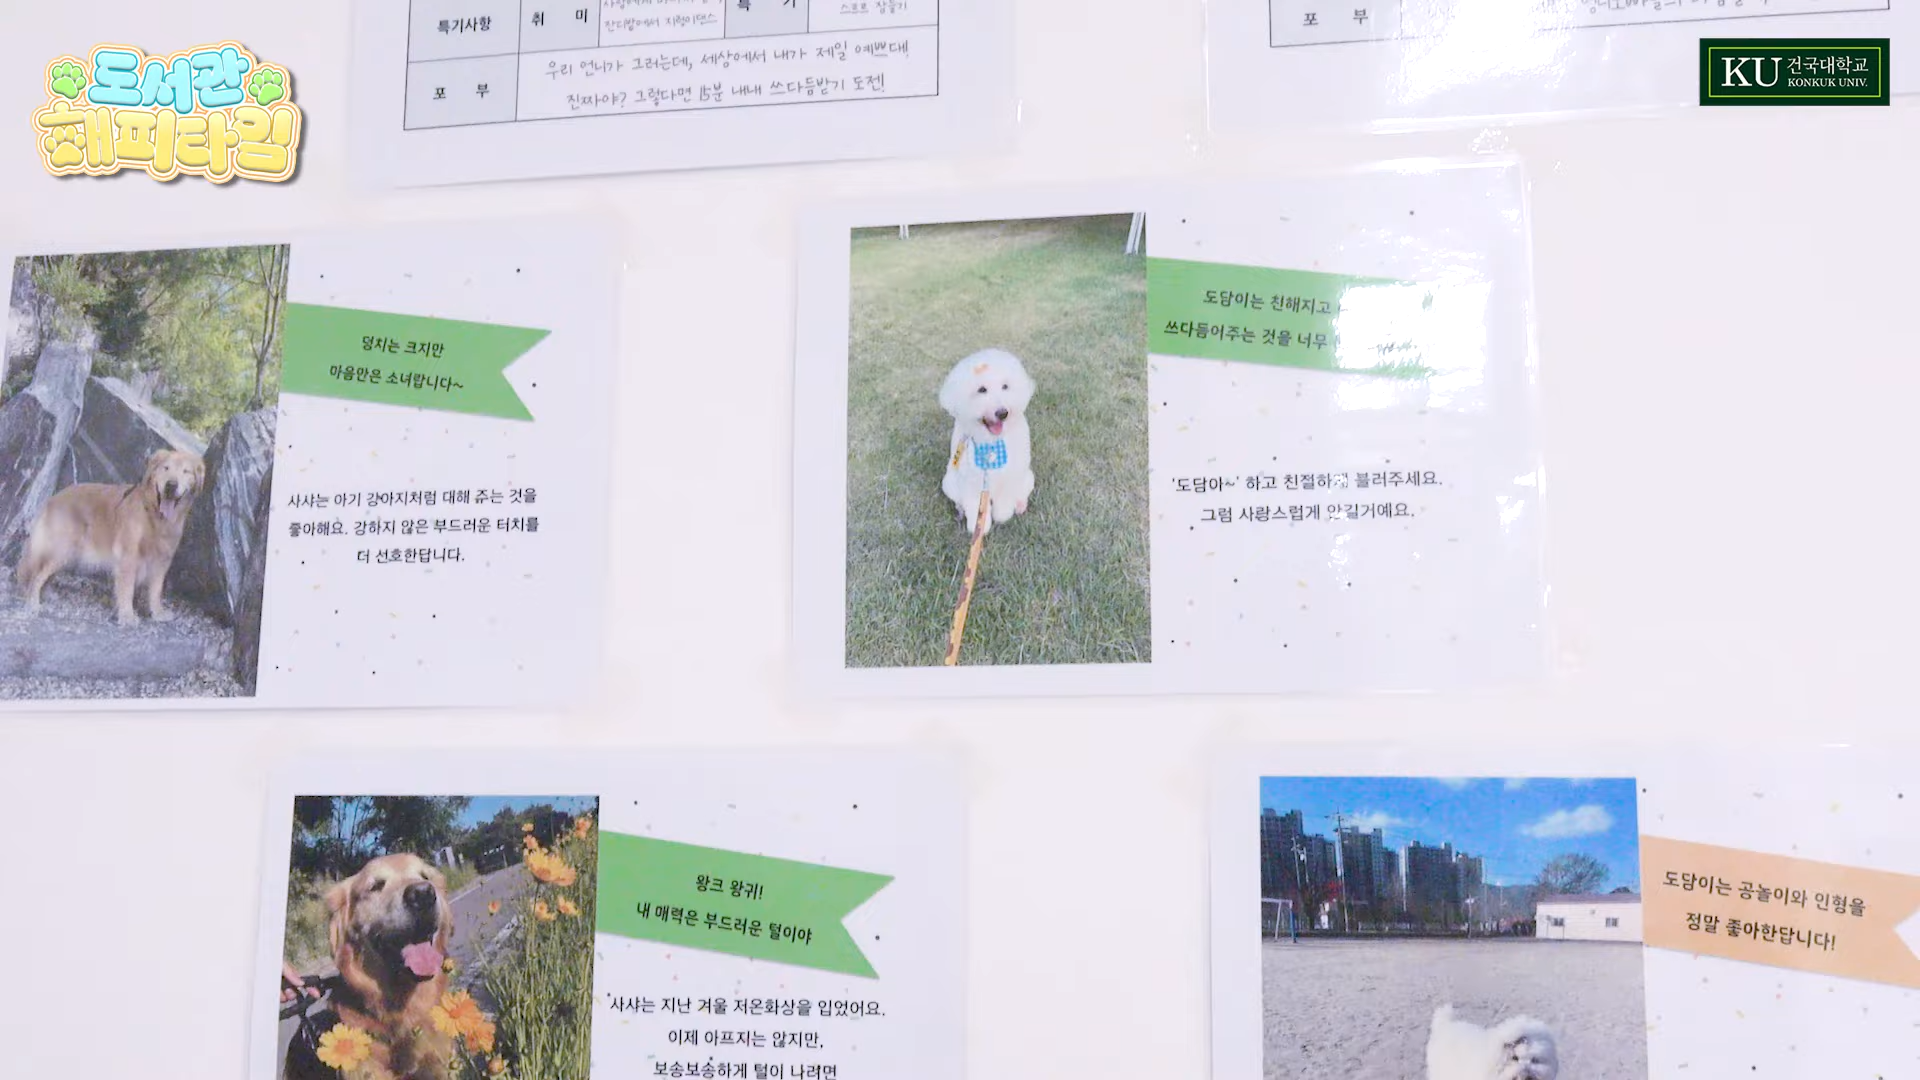 도서관
해피타임
KU 건국대학교
KONKUK UNIV.
특기사항
취 미
잔디밭에서 지렁이댄스
특 기
스르르 잠들기
포 부
우리 언니가 그러는데, 세상에서 내가 제일 예쁘대!
진짜야? 그렇다면 15분 내내 쓰다듬받기 도전!
포 부
덩치는 크지만
마음만은 소녀랍니다~
사샤는 아기 강아지처럼 대해 주는 것을
좋아해요. 강하지 않은 부드러운 터치를
더 선호한답니다.
도담이는 친해지고
쓰다듬어주는 것을 너무
'도담아~' 하고 친절하게 불러주세요.
그럼 사랑스럽게 안길거예요.
왕크 왕귀!
내 매력은 부드러운 털이야
사샤는 지난 겨울 저온화상을 입었어요.
이제 아프지는 않지만,
보송보송하게 털이 나려면
도담이는 공놀이와 인형을
정말 좋아한답니다!